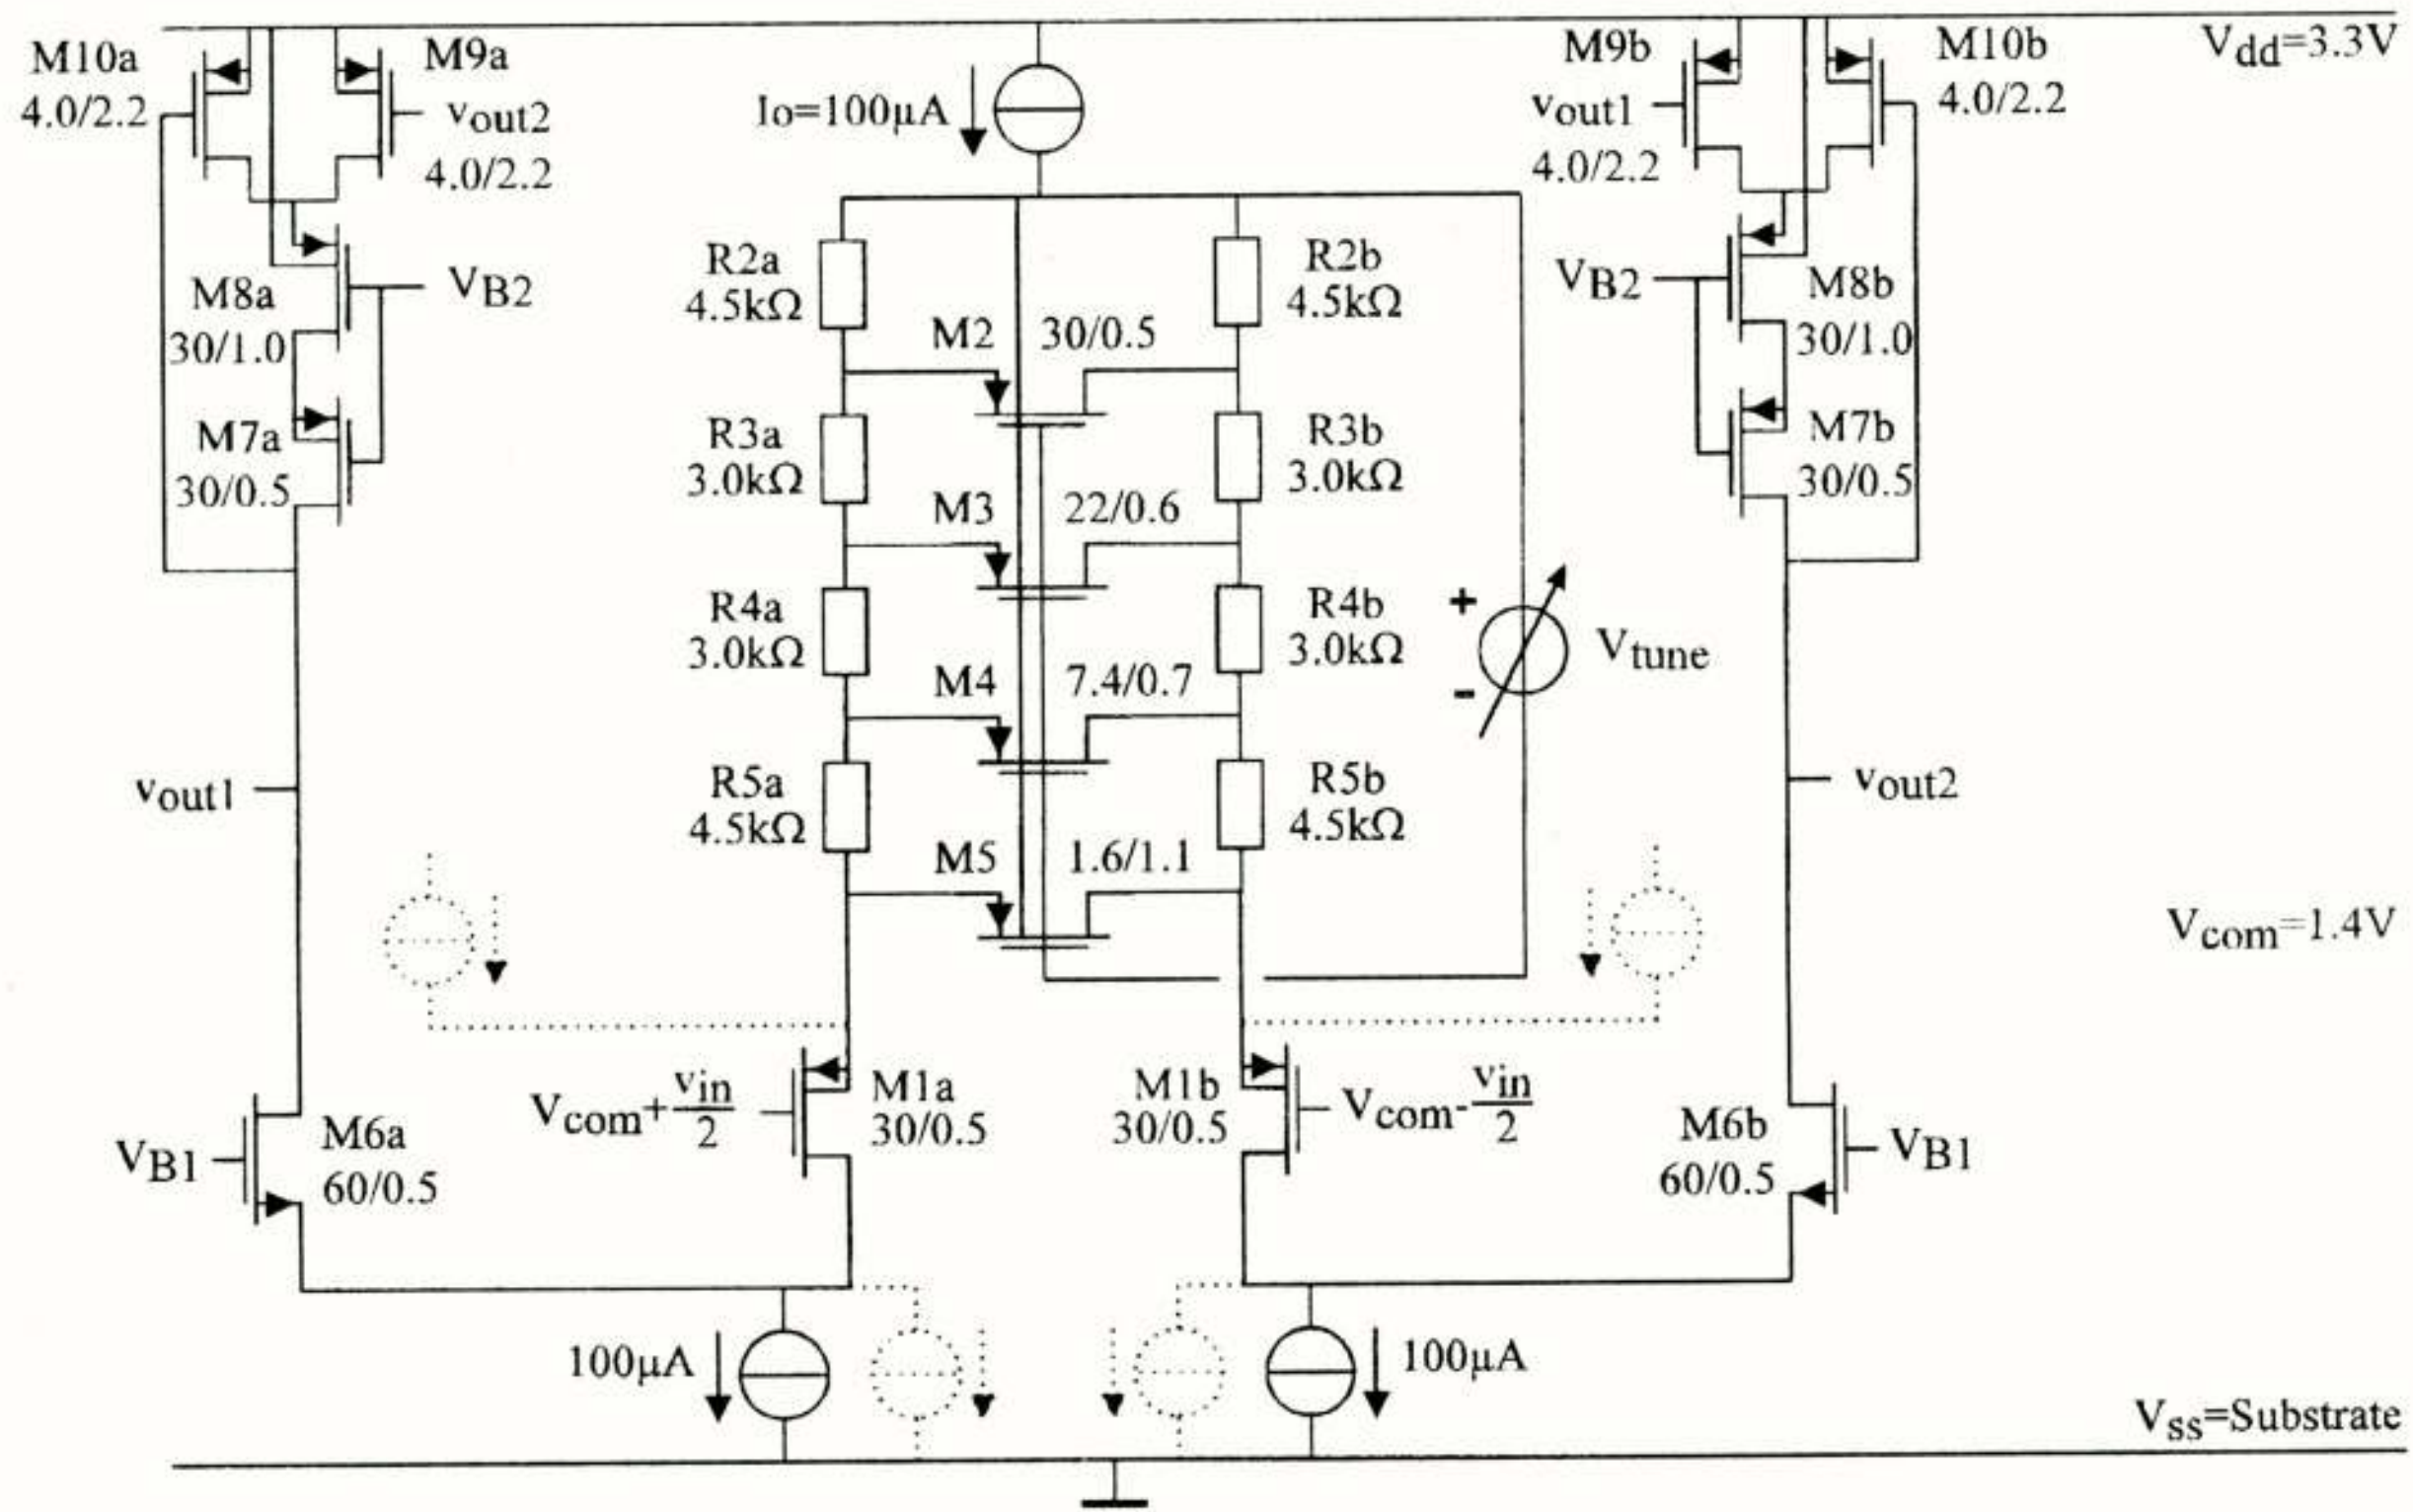 M10a
4.0/2.2
M9a
vout2
4.0/2.2
Io=100µA
M9b
vout1
4.0/2.2
M10b
4.0/2.2
Vdd=3.3V
M8a
30/1.0
VB2
M7a
30/0.5
R2a
4.5kΩ
M2 30/0.5
R2b
4.5kΩ
R3a
3.0kΩ
M3 22/0.6
R3b
3.0kΩ
R4a
3.0kΩ
M4 7.4/0.7
R4b
3.0kΩ
R5a
4.5kΩ
M5 1.6/1.1
R5b
4.5kΩ
+
-
Vtune
VB2
M8b
30/1.0
M7b
30/0.5
vout1
vout2
Vcom=1.4V
VB1
M6a
60/0.5
Vcom+vin/2
M1a
30/0.5
M1b
30/0.5
Vcom-vin/2
M6b
60/0.5
VB1
100µA
100µA
Vss=Substrate